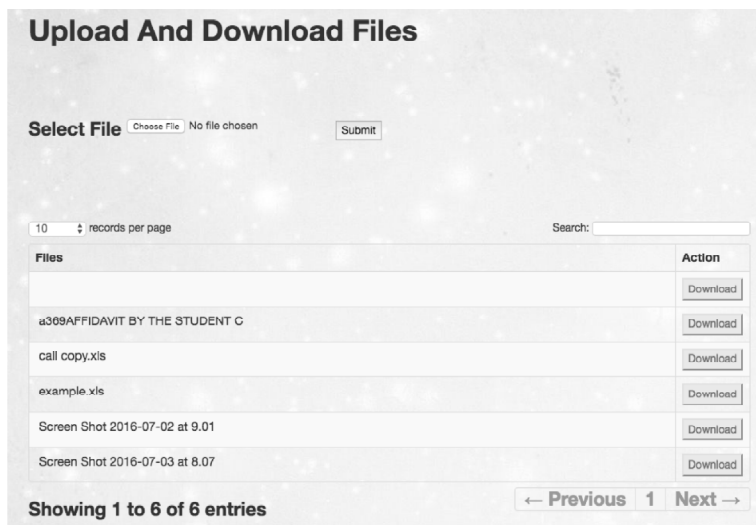 Upload And Download Files
Select File Choose File No file chosen Submit
10 records per page Search:
Files Action
Download
a369AFFIDAVIT BY THE STUDENT C Download
call copy.xls Download
example.xls Download
Screen Shot 2016-07-02 at 9.01 Download
Screen Shot 2016-07-03 at 8.07 Download
Showing 1 to 6 of 6 entries ← Previous 1 Next →